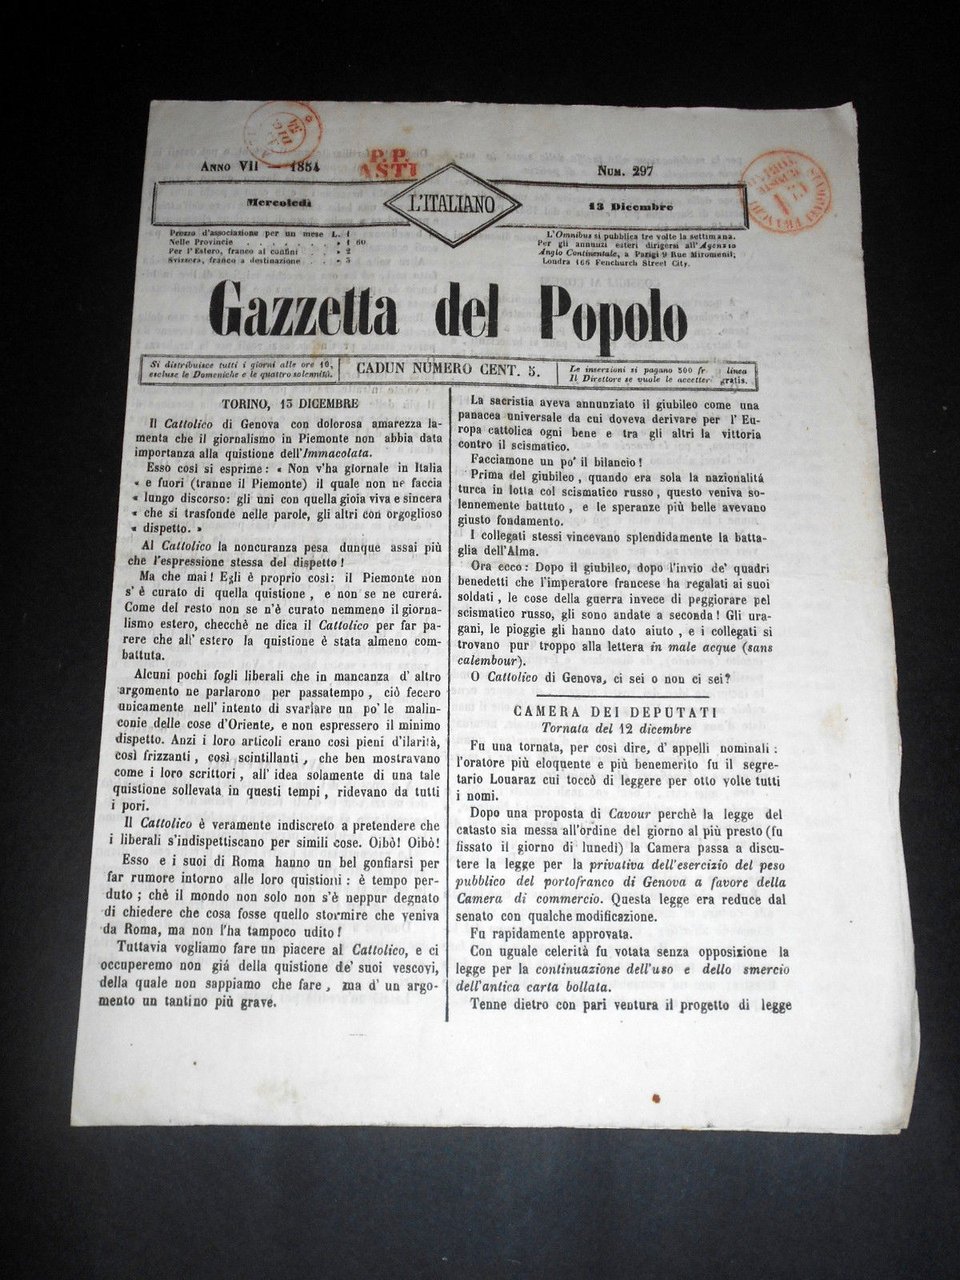 ANNO VII — 1854
P. P.
ASTI
NUM. 297
Mercoledì
L'ITALIANO
13 Dicembre
Prezzo d'associazione per un mese L. 1
Nelle Provincie . . . . . . . » 1 60
Per l'Estero, franco ai confini . . » 2
Svizzera, franco a destinazione . . » 3
L'Omnibus si pubblica tre volte la settimana.
Per gli annunzi esteri dirigersi all'Agenzia
Anglo Continentale, a Parigi 9 Rue Miromenil;
Londra 166 Fenchurch Street City.
Gazzetta del Popolo
Si distribuisce tutti i giorni alle ore 10,
escluse le Domeniche e le quattro solennità.
CADUN NUMERO CENT. 5.
Le inserzioni si pagano 500 fr linea
Il Direttore se vuole le accetter gratis.
TORINO, 13 DICEMBRE
Il Cattolico di Genova con dolorosa amarezza la-
menta che il giornalismo in Piemonte non abbia data
importanza alla quistione dell'Immacolata.
Esso così si esprime: « Non v'ha giornale in Italia
« e fuori (tranne il Piemonte) il quale non ne faccia
« lungo discorso: gli uni con quella gioia viva e sincera
« che si trasfonde nelle parole, gli altri con orgoglioso
« dispetto. »
Al Cattolico la noncuranza pesa dunque assai più
che l'espressione stessa del dispetto!
Ma che mai! Egli è proprio così: il Piemonte non
s'è curato di quella quistione, e non se ne curerà.
Come del resto non se n'è curato nemmeno il giorna-
lismo estero, checchè ne dica il Cattolico per far pa-
rere che all' estero la quistione è stata almeno com-
battuta.
Alcuni pochi fogli liberali che in mancanza d' altro
argomento ne parlarono per passatempo, ciò fecero
unicamente nell' intento di svariare un po' le malin-
conie delle cose d'Oriente, e non espressero il minimo
dispetto. Anzi i loro articoli erano così pieni d'ilarità,
così frizzanti, così scintillanti, che ben mostravano
come i loro scrittori, all' idea solamente di una tale
quistione sollevata in questi tempi, ridevano da tutti
i pori.
Il Cattolico è veramente indiscreto a pretendere che
i liberali s'indispettiscano per simili cose. Oibò! Oibò!
Esso e i suoi di Roma hanno un bel gonfiarsi per
far rumore intorno alle loro quistioni: è tempo per-
duto; chè il mondo non solo non s'è neppur degnato
di chiedere che cosa fosse quello stormire che veniva
da Roma, ma non l'ha tampoco udito!
Tuttavia vogliamo fare un piacere al Cattolico, e ci
occuperemo non giá della quistione de' suoi vescovi,
della quale non sappiamo che fare, ma d' un argo-
mento un tantino più grave.
La sacristia aveva annunziato il giubileo come una
panacea universale da cui doveva derivare per l' Eu-
ropa cattolica ogni bene e tra gli altri la vittoria
contro il scismatico.
Facciamone un po' il bilancio!
Prima del giubileo, quando era sola la nazionalitá
turca in lotta col scismatico russo, questo veniva so-
lennemente battuto, e le speranze più belle avevano
giusto fondamento.
I collegati stessi vincevano splendidamente la batta-
glia dell'Alma.
Ora ecco: Dopo il giubileo, dopo l'invio de' quadri
benedetti che l'imperatore francese ha regalati ai suoi
soldati, le cose della guerra invece di peggiorare pel
scismatico russo, gli sono andate a seconda! Gli ura-
gani, le pioggie gli hanno dato aiuto, e i collegati si
trovano pur troppo alla lettera in male acque (sans
calembour).
O Cattolico di Genova, ci sei o non ci sei?
CAMERA DEI DEPUTATI
Tornata del 12 dicembre
Fu una tornata, per così dire, d' appelli nominali:
l'oratore più eloquente e più benemerito fu il segre-
tario Louaraz cui toccò di leggere per otto volte tutti
i nomi.
Dopo una proposta di Cavour perchè la legge del
catasto sia messa all'ordine del giorno al più presto (fu
fissato il giorno di lunedì) la Camera passa a discu-
tere la legge per la privativa dell'esercizio del peso
pubblico del portofranco di Genova a favore della
Camera di commercio. Questa legge era reduce dal
senato con qualche modificazione.
Fu rapidamente approvata.
Con uguale celerità fu votata senza opposizione la
legge per la continuazione dell'uso e dello smercio
dell'antica carta bollata.
Tenne dietro con pari ventura il progetto di legge